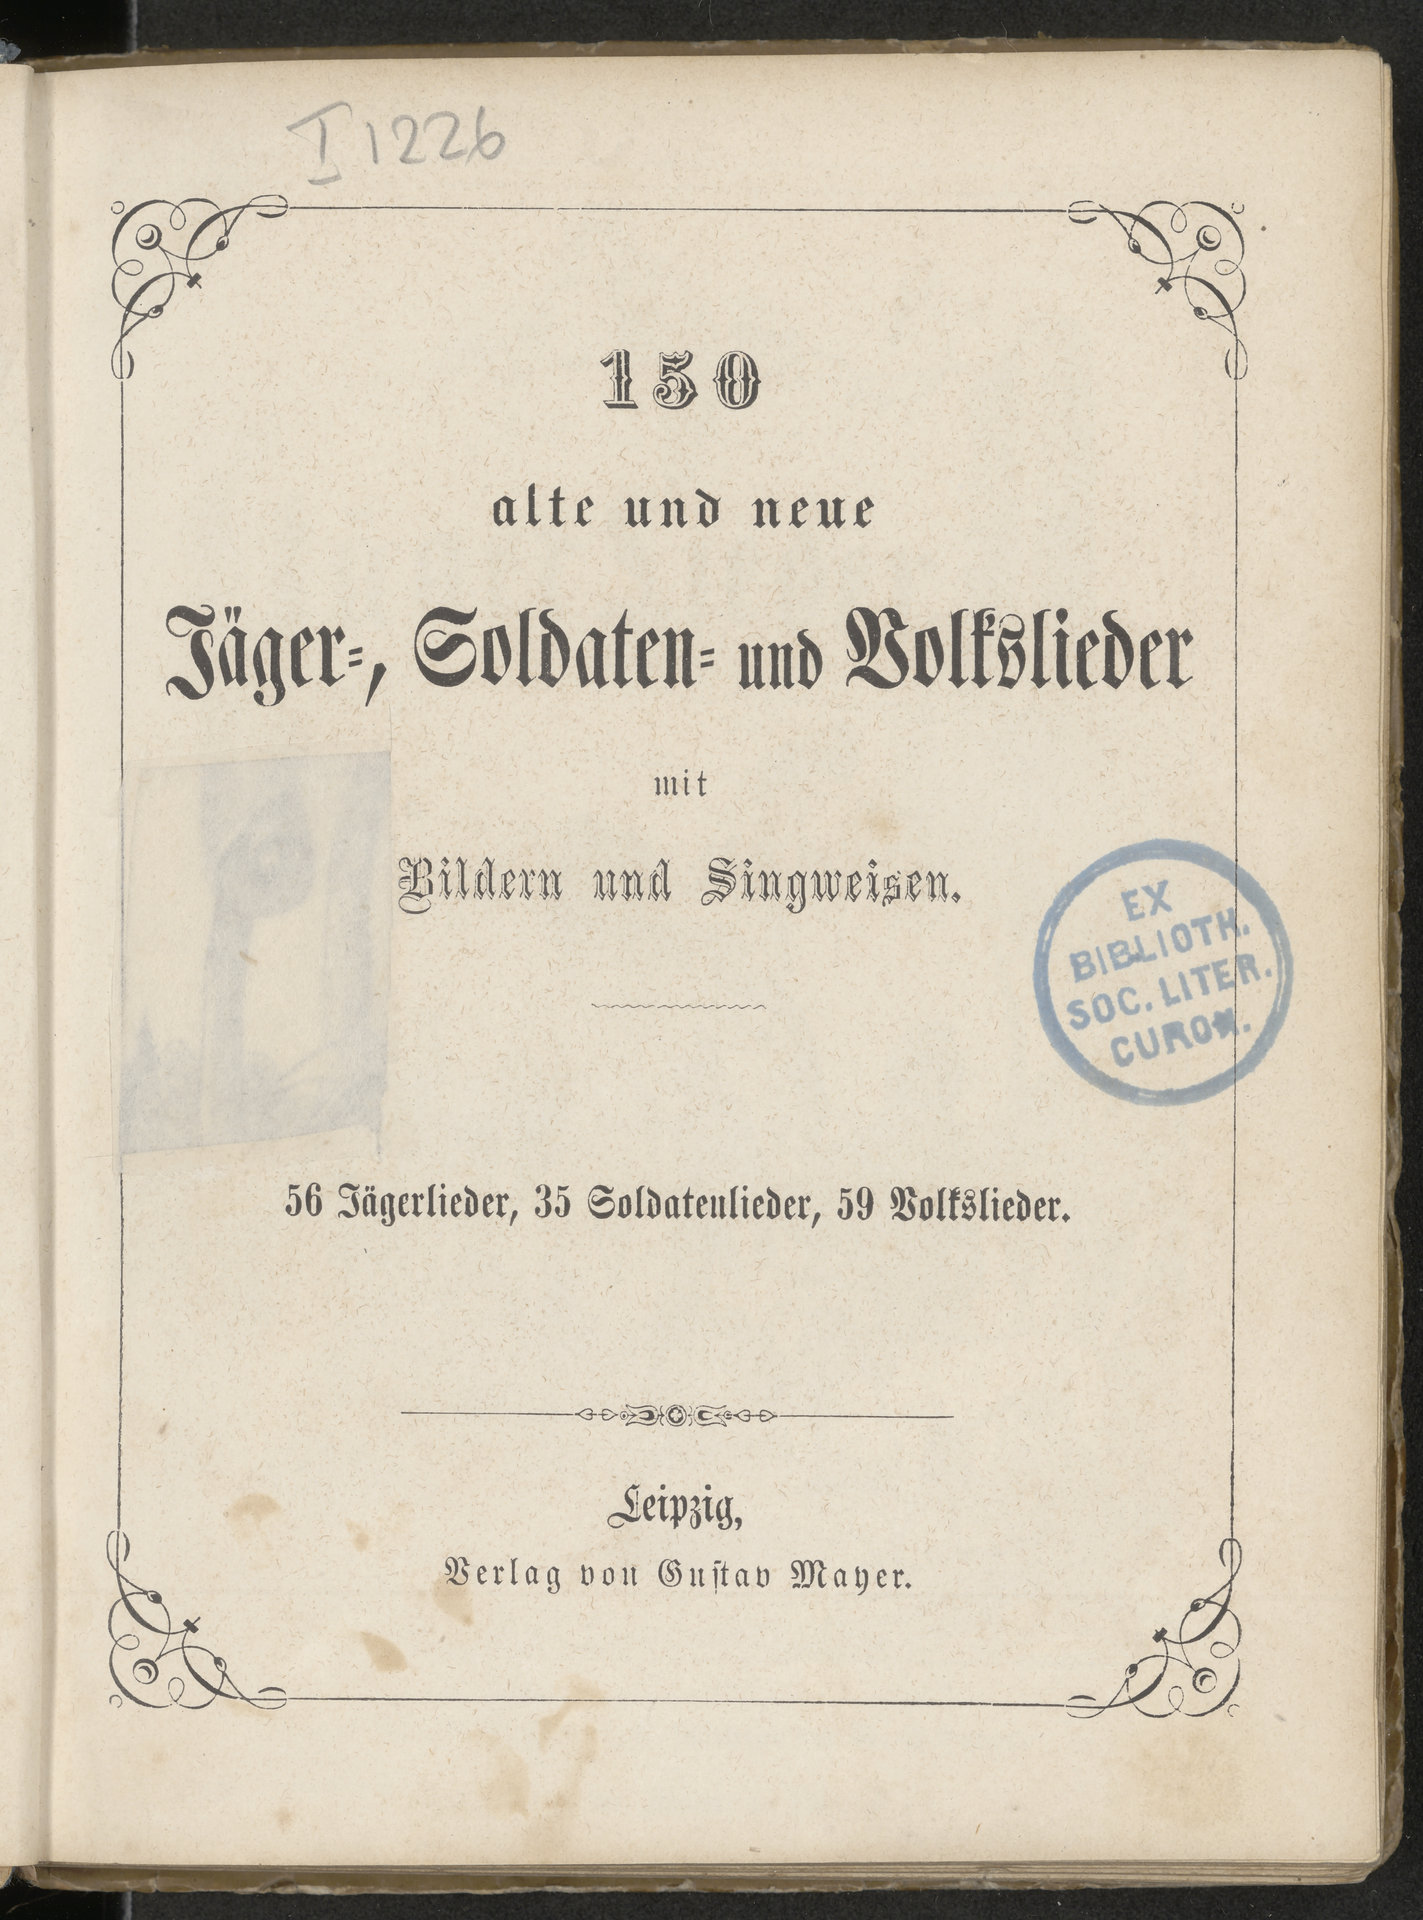 I 1226
150
alte und neue
Jäger-, Soldaten- und Volkslieder
mit
Bildern und Singweisen.
EX
BIBLIOTH.
SOC. LITER.
CURON.
56 Jägerlieder, 35 Soldatenlieder, 59 Volkslieder.
Leipzig,
Verlag von Gustav Mayer.